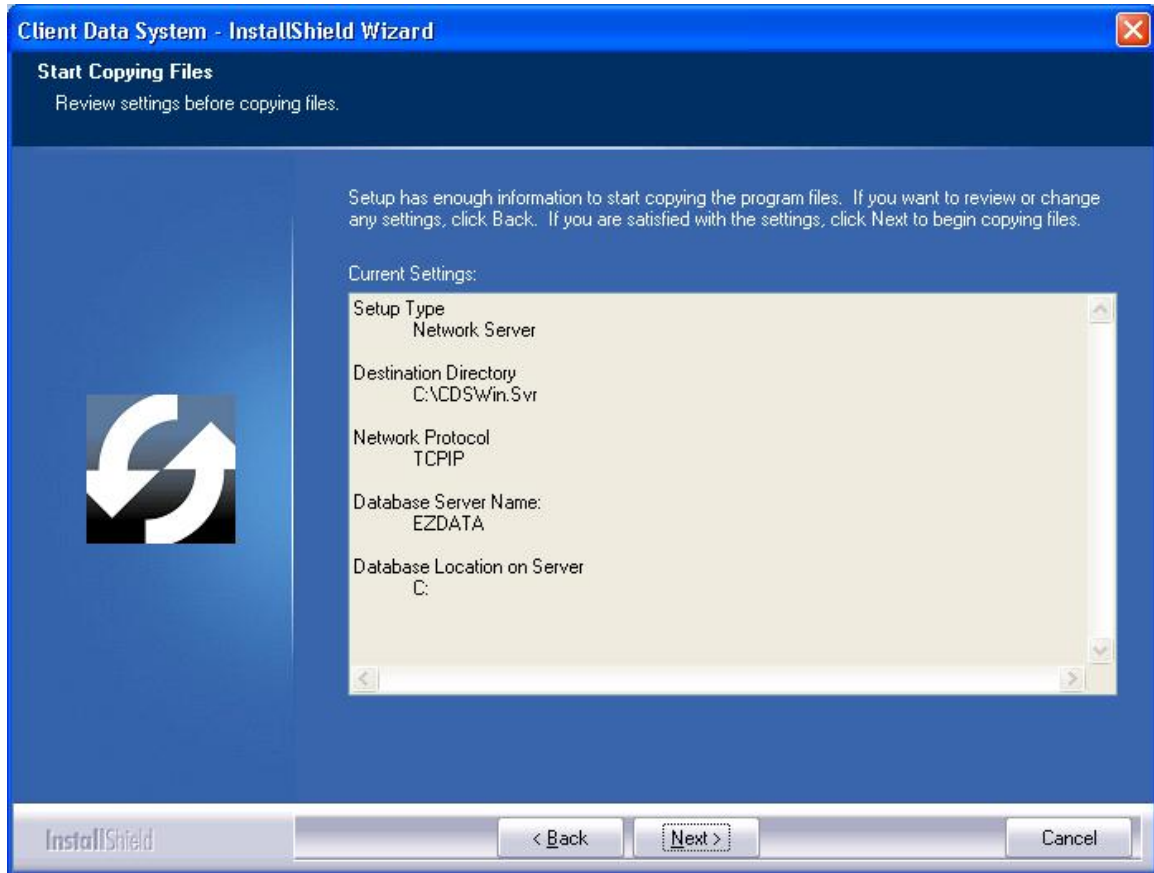 Client Data System - InstallShield Wizard
Start Copying Files
Review settings before copying files.
Setup has enough information to start copying the program files.  If you want to review or change
any settings, click Back.  If you are satisfied with the settings, click Next to begin copying files.
Current Settings:
Setup Type
Network Server
Destination Directory
C:\CDSWin.Svr
Network Protocol
TCPIP
Database Server Name:
EZDATA
Database Location on Server
C:
InstallShield
< Back
Next >
Cancel